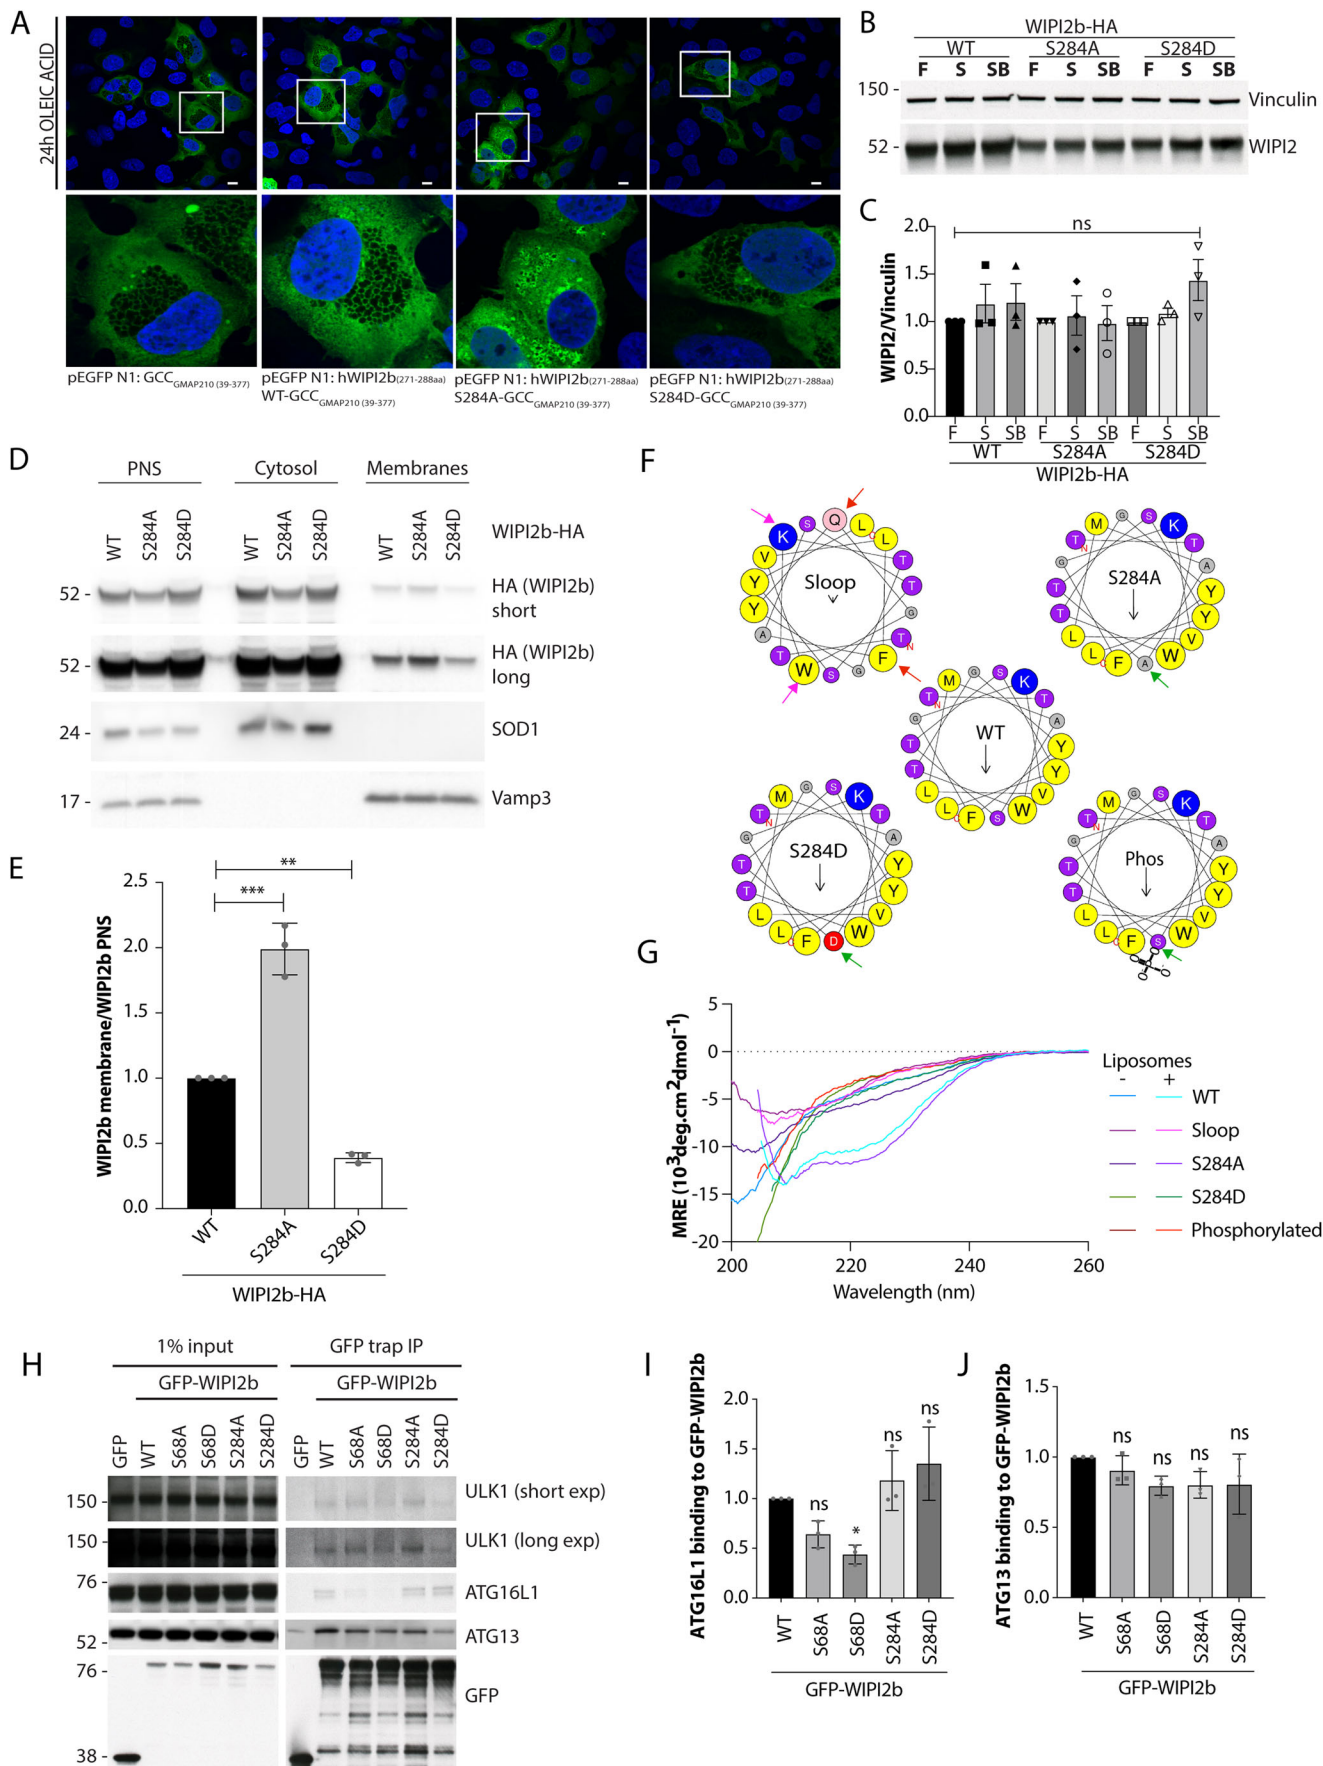 A
24h OLEIC ACID
pEGFP N1: GCC GMAP210 (39-377)
pEGFP N1: hWIPI2b(271-288aa)
WT-GCC GMAP210 (39-377)
pEGFP N1: hWIPI2b(271-288aa)
S284A-GCC GMAP210 (39-377)
pEGFP N1: hWIPI2b(271-288aa)
S284D-GCC GMAP210 (39-377)
B
WIPI2b-HA
WT S284A S284D
F S SB F S SB F S SB
150 - Vinculin
52 - WIPI2
C
ns
WIPI2/Vinculin
2.0
1.5
1.0
0.5
0.0
F S SB F S SB F S SB
WT S284A S284D
WIPI2b-HA
D
PNS Cytosol Membranes
WT S284A S284D WT S284A S284D WT S284A S284D WIPI2b-HA
52 - HA (WIPI2b) short
52 - HA (WIPI2b) long
24 - SOD1
17 - Vamp3
E
WIPI2b membrane/WIPI2b PNS
2.5
2.0
1.5
1.0
0.5
0.0
**
***
WT S284A S284D
WIPI2b-HA
F
Sloop
K S Q L C L T T G T N F G S W T A Y Y V
S284A
T N M G S K T A Y Y V W A F C L L T T G
WT
T N M G S K T A Y Y V W S F C L L T T G
S284D
T N M G S K T A Y Y V W D F C L L T T G
Phos
T N M G S K T A Y Y V W S F C L L T T G
G
MRE (10³deg.cm²dmol⁻¹)
5
0
-5
-10
-15
-20
200 220 240 260
Wavelength (nm)
Liposomes
- +
WT
Sloop
S284A
S284D
Phosphorylated
H
1% input GFP trap IP
GFP-WIPI2b GFP-WIPI2b
GFP WT S68A S68D S284A S284D GFP WT S68A S68D S284A S284D
150 - ULK1 (short exp)
150 - ULK1 (long exp)
76 - ATG16L1
52 - ATG13
76 - GFP
38 -
I
ATG16L1 binding to GFP-WIPI2b
2.0
1.5
1.0
0.5
0.0
ns * ns ns
WT S68A S68D S284A S284D
GFP-WIPI2b
J
ATG13 binding to GFP-WIPI2b
1.5
1.0
0.5
0.0
ns ns ns ns
WT S68A S68D S284A S284D
GFP-WIPI2b